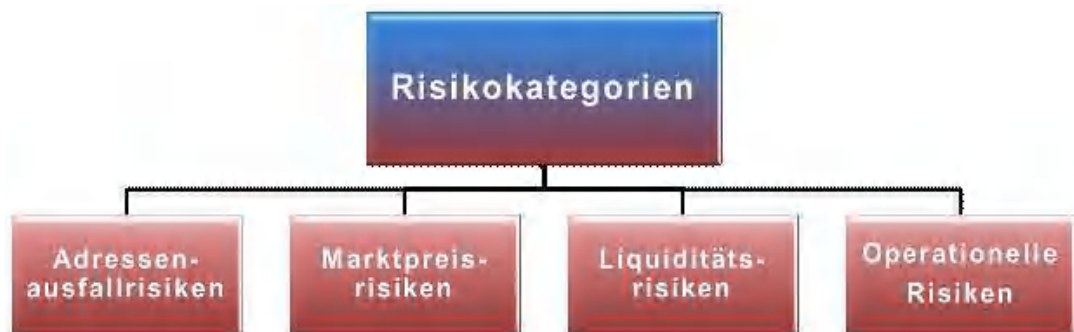 Risikokategorien
Adressen-
ausfallrisiken
Marktpreis-
risiken
Liquiditäts-
risiken
Operationelle
Risiken